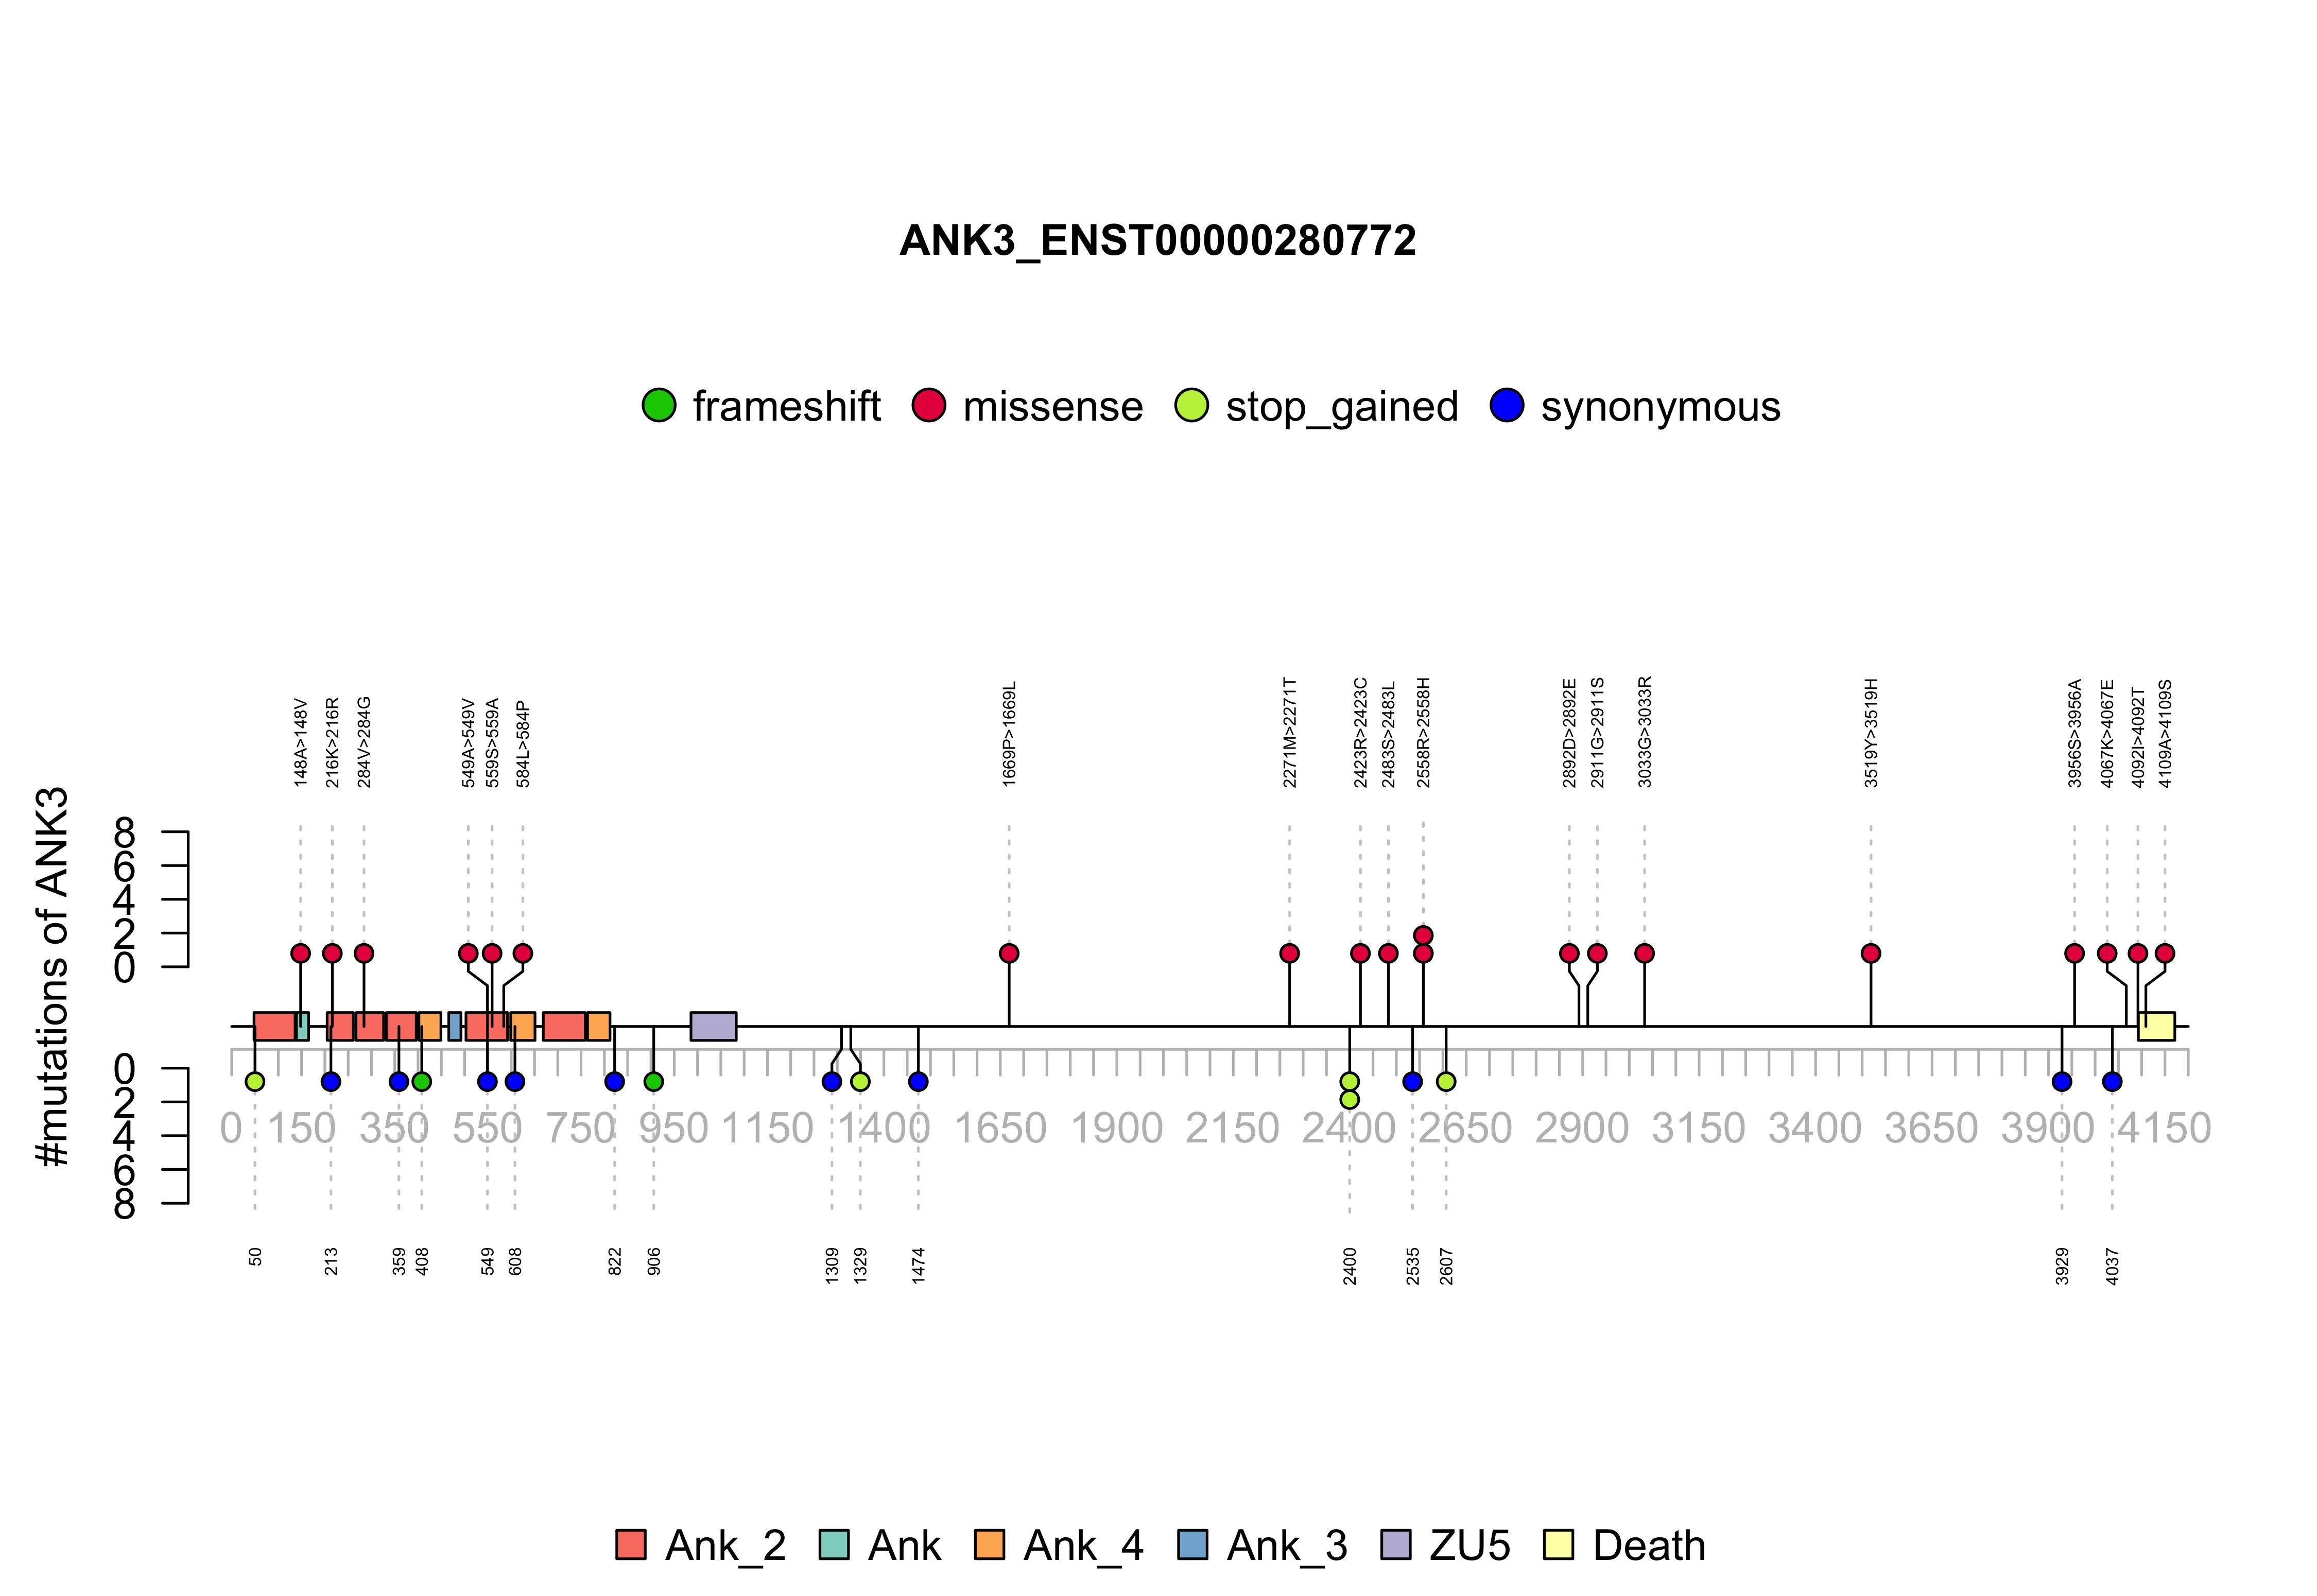 ANK3_ENST00000280772
frameshift missense stop_gained synonymous
148A>148V 216K>216R 284V>284G 549A>549V 559S>559A 584L>584P 1669P>1669L 2271M>2271T 2423R>2423C 2483S>2483L 2558R>2558H 2892D>2892E 2911G>2911S 3033G>3033R 3519Y>3519H 3956S>3956A 4067K>4067E 4092I>4092T 4109A>4109S
#mutations of ANK3
8
6
4
2
0
0
2
4
6
8
0 150 350 550 750 950 1150 1400 1650 1900 2150 2400 2650 2900 3150 3400 3650 3900 4150
50 213 359 408 549 608 822 906 1309 1329 1474 2400 2535 2607 3929 4037
Ank_2 Ank Ank_4 Ank_3 ZU5 Death